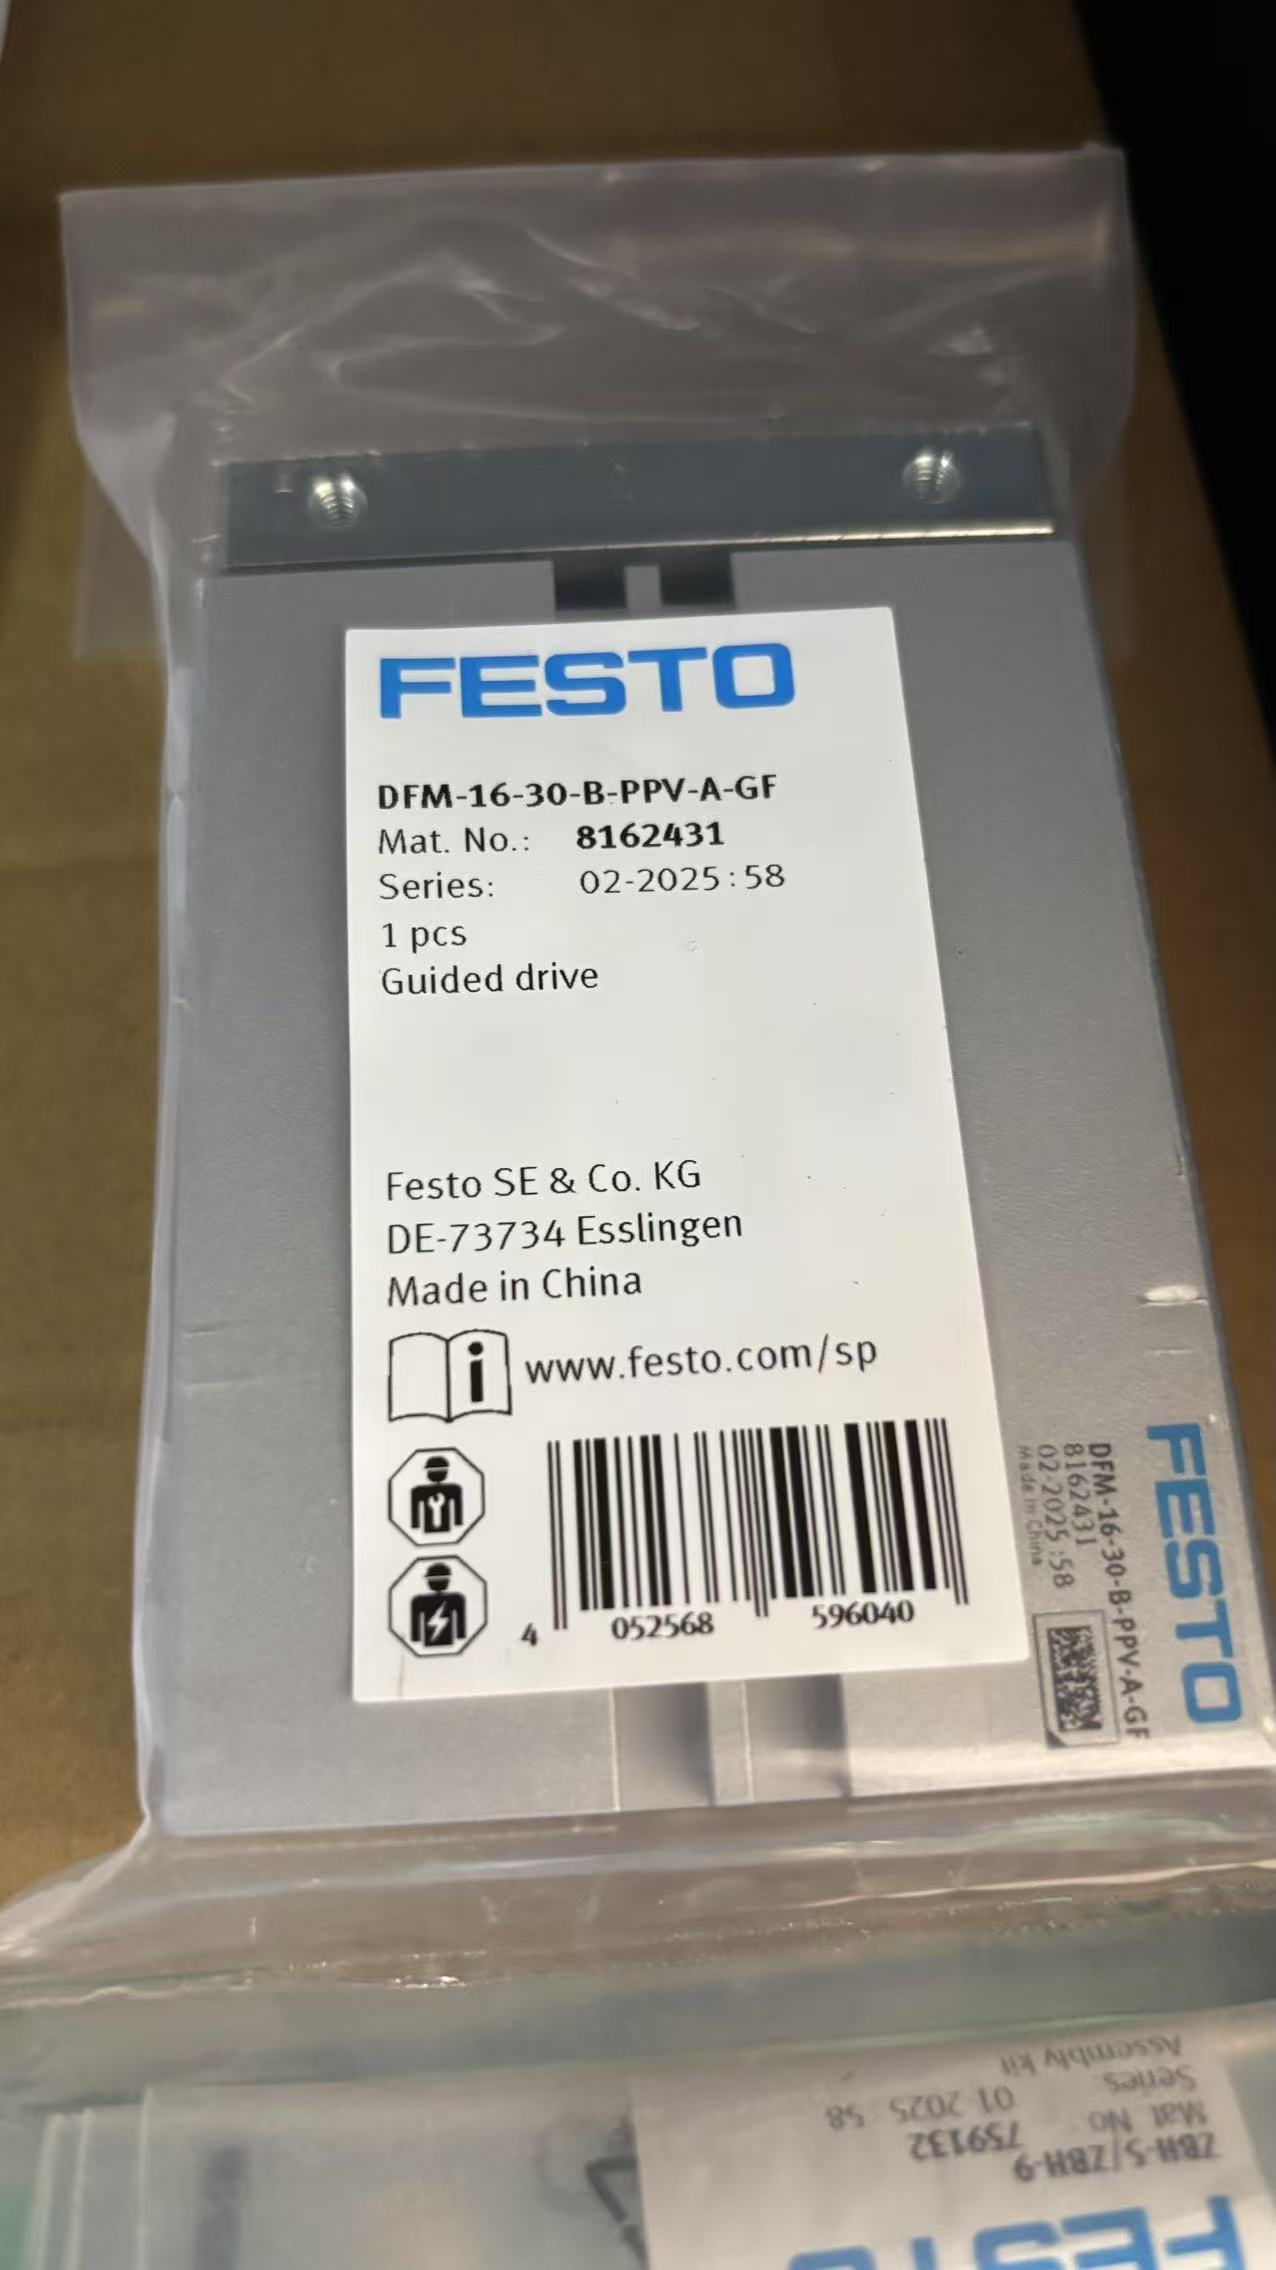 FESTO
DFM-16-30-B-PPV-A-GF
Mat. No.: 8162431
Series: 02-2025:58
1 pcs
Guided drive
Festo SE & Co. KG
DE-73734 Esslingen
Made in China
i www.festo.com/sp
4 052568 596040
FESTO
DFM-16-30-B-PPV-A-GF
8162431
02-2025:58
Made in China
FESTO
ZBH-5/ZBH-9
Mat No 759132
Series: 01 2025 58
Assembly kit